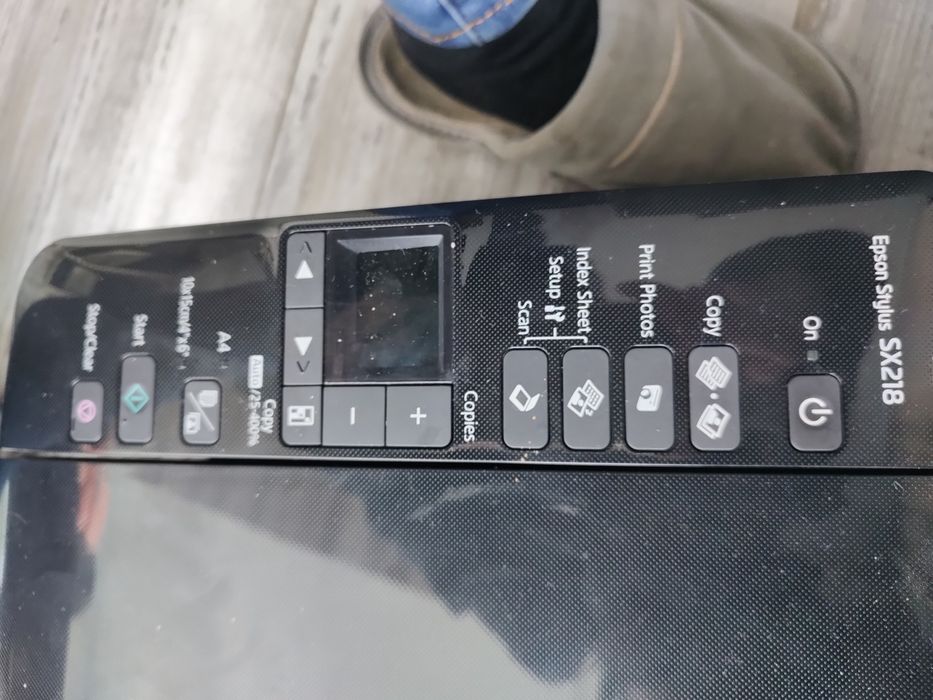 Epson Stylus SX218
On
Copy
Print Photos
Index Sheet
Setup
Scan
Copies
+
-
Copy
Auto/25-400%
A4
10x15cm/4"x6"
Start
Stop/Clear